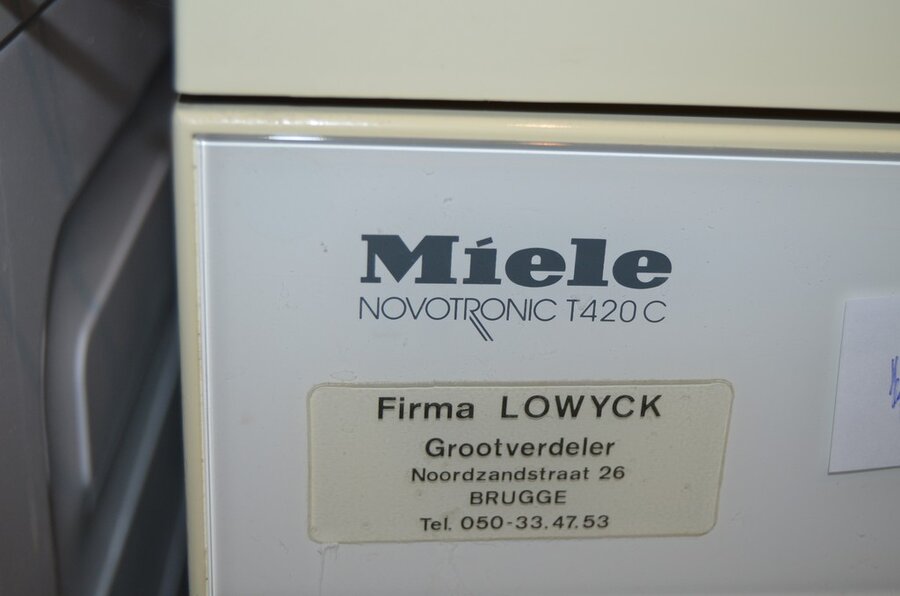 Miele
NOVOTRONIC T420 C
Firma LOWYCK
Grootverdeler
Noordzandstraat 26
BRUGGE
Tel. 050-33.47.53